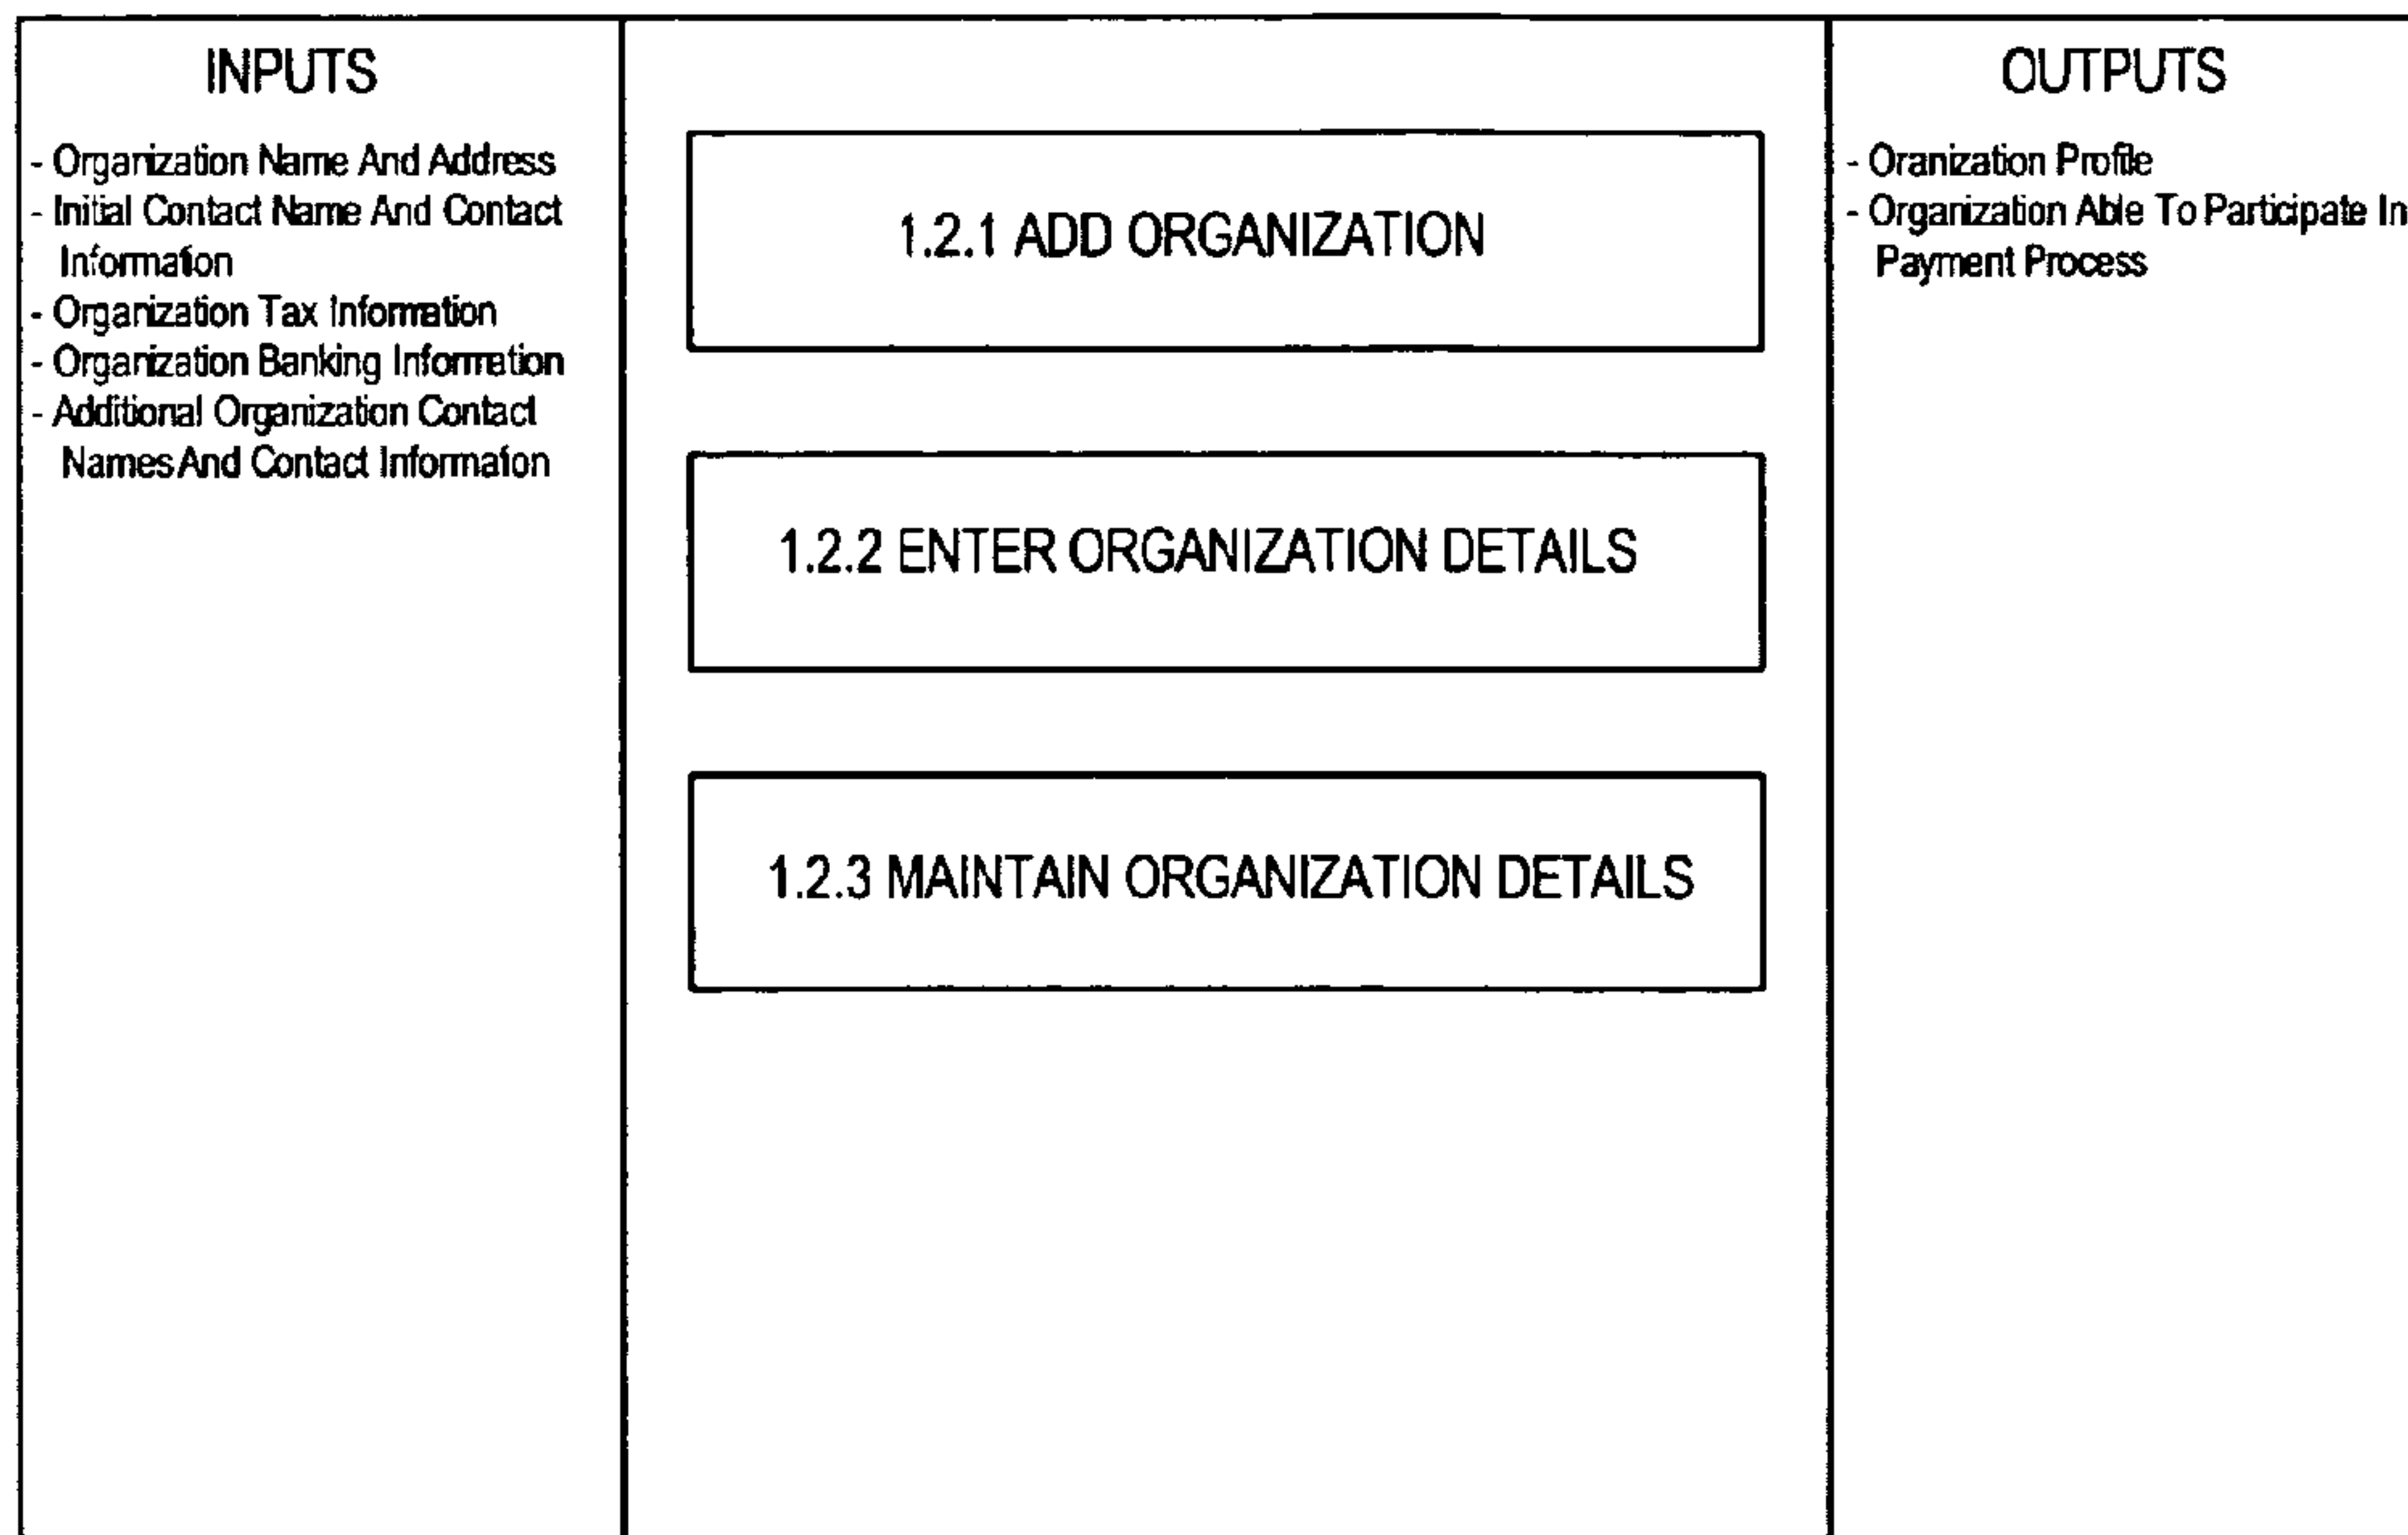 INPUTS
- Organization Name And Address
- Initial Contact Name And Contact
Information
- Organization Tax Information
- Organization Banking Information
- Additional Organization Contact
Names And Contact Information
1.2.1 ADD ORGANIZATION
1.2.2 ENTER ORGANIZATION DETAILS
1.2.3 MAINTAIN ORGANIZATION DETAILS
OUTPUTS
- Oranization Profile
- Organization Able To Participate In
Payment Process